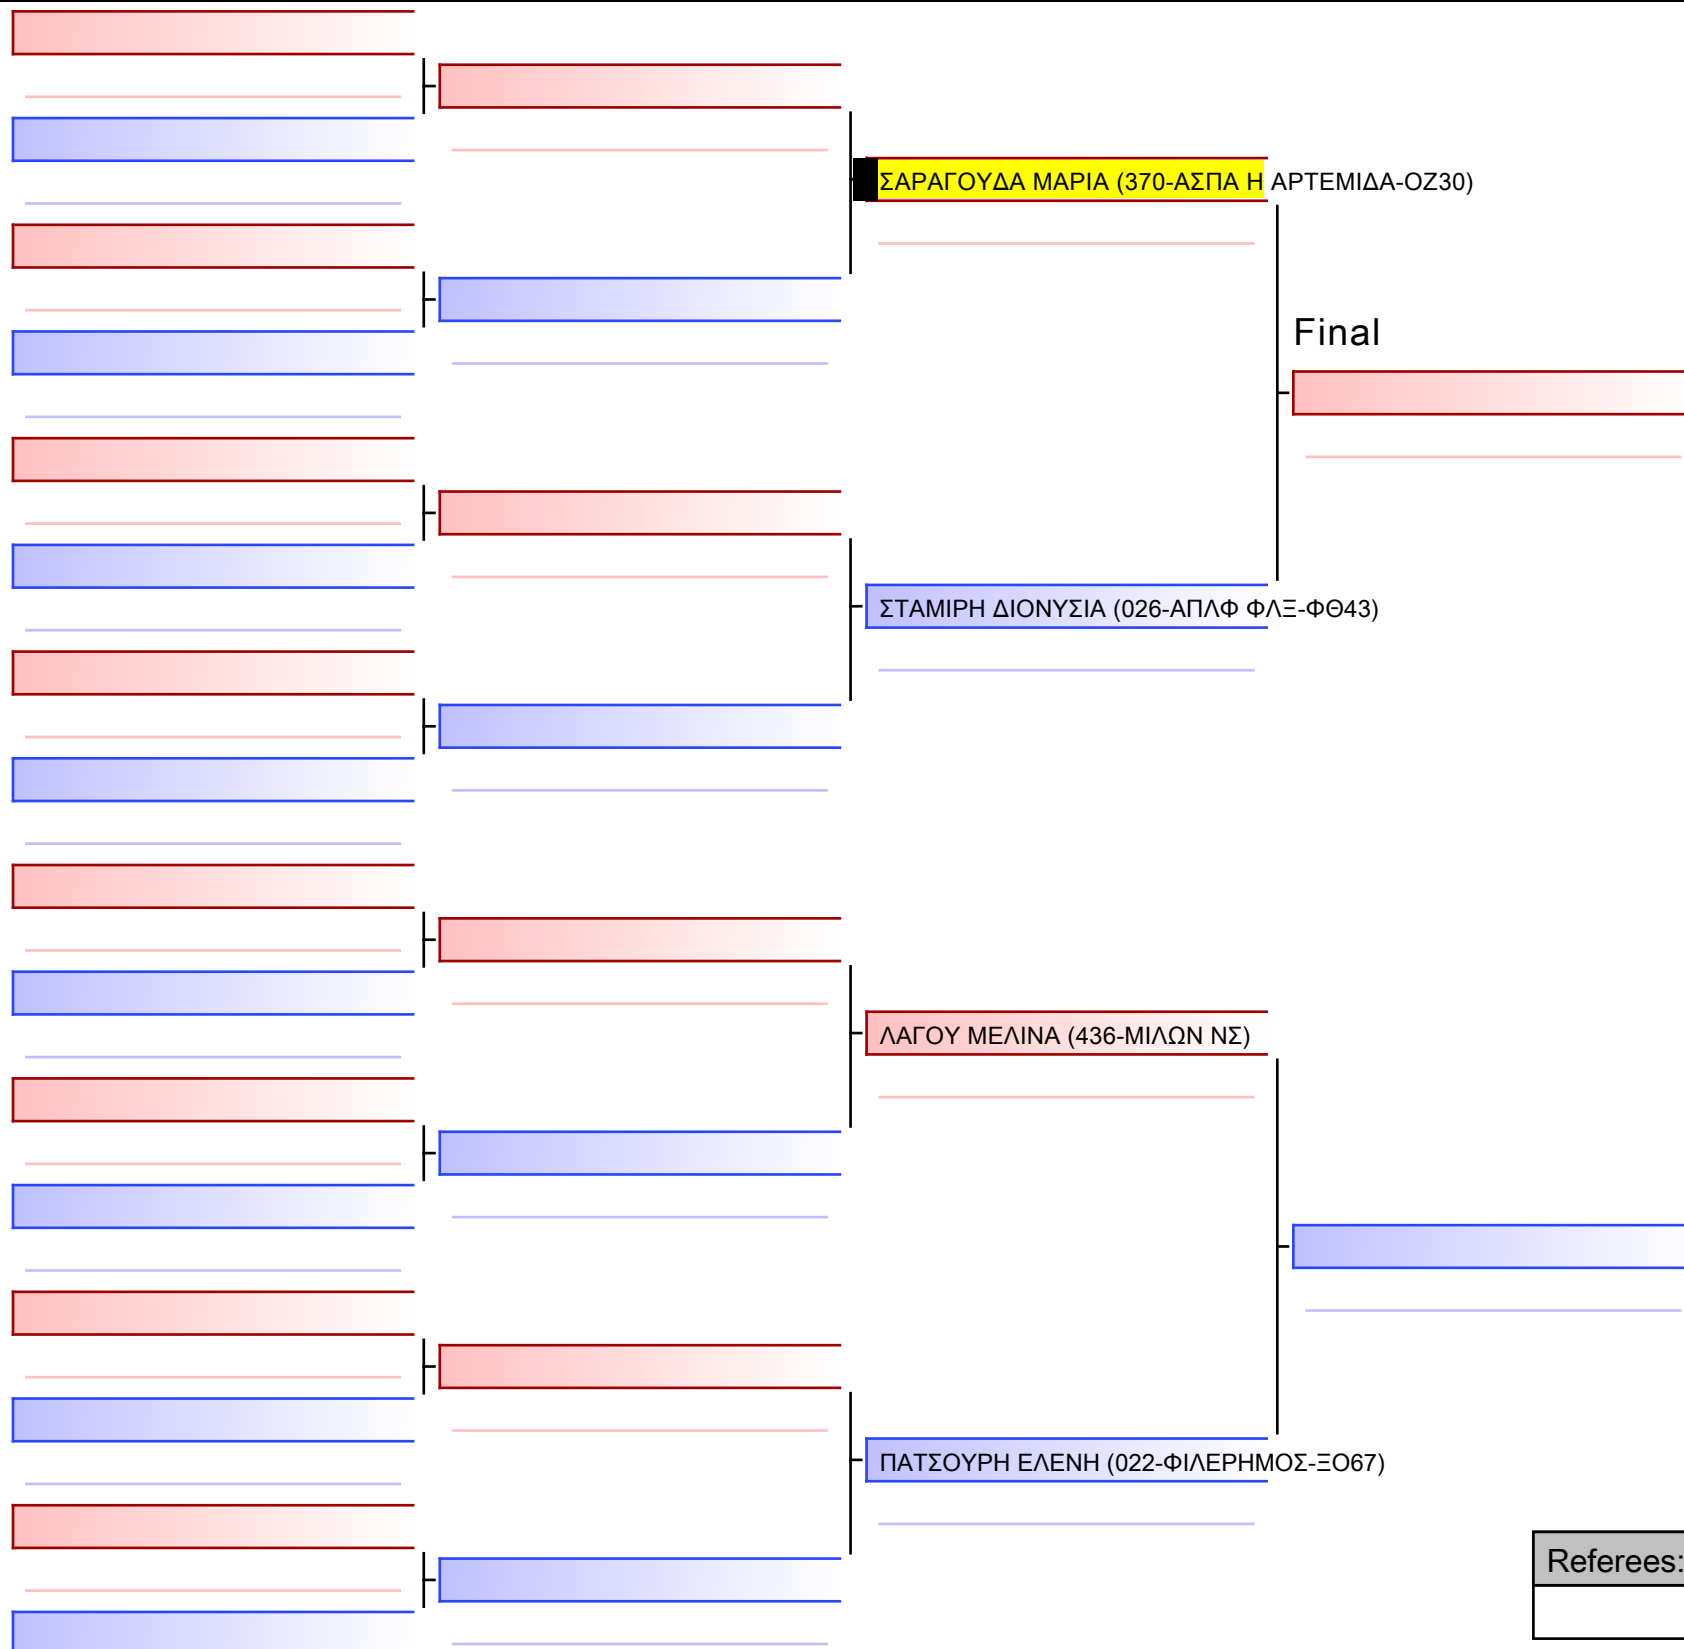 ΣΑΡΑΓΟΥΔΑ ΜΑΡΙΑ (370-ΑΣΠΑ Η ΑΡΤΕΜΙΔΑ-ΟΖ30)
Final
ΣΤΑΜΙΡΗ ΔΙΟΝΥΣΙΑ (026-ΑΠΛΦ ΦΛΞ-ΦΘ43)
ΛΑΓΟΥ ΜΕΛΙΝΑ (436-ΜΙΛΩΝ ΝΣ)
ΠΑΤΣΟΥΡΗ ΕΛΕΝΗ (022-ΦΙΛΕΡΗΜΟΣ-ΞΟ67)
Referees: